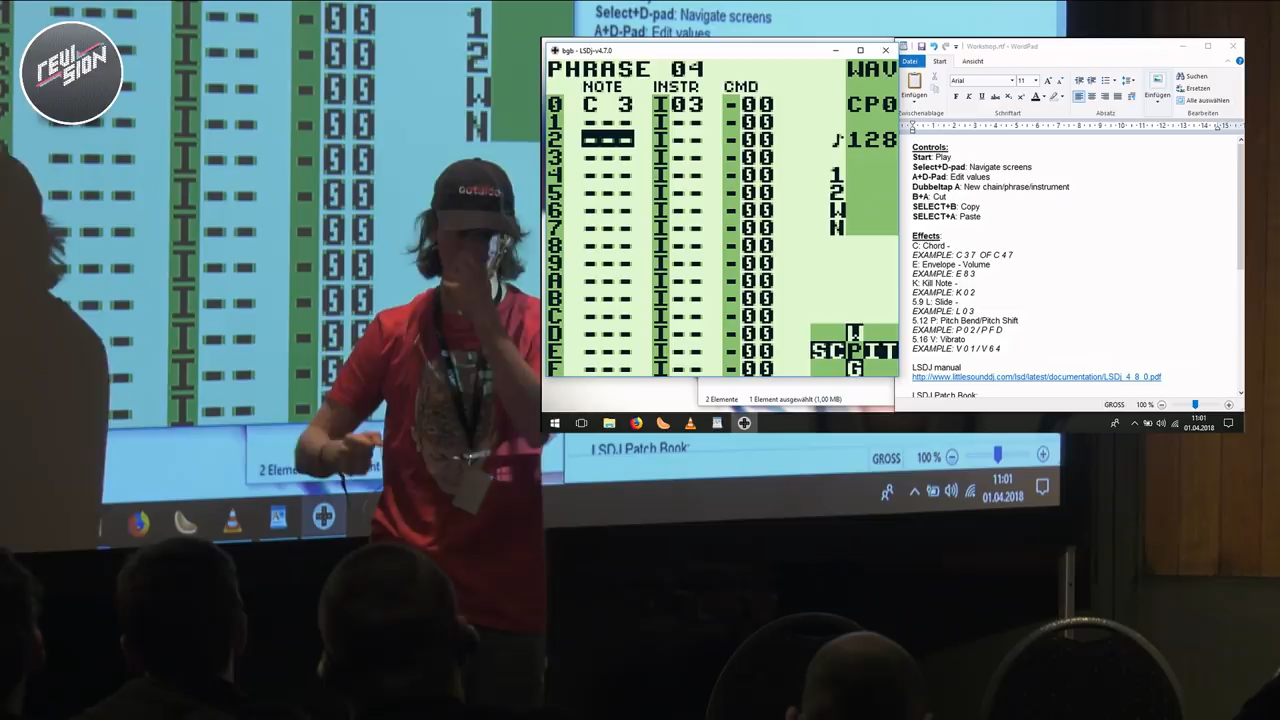 REVISION
Select+D-pad: Navigate screens
A+D-Pad: Edit values
1
2
W
N
bgb - LSDj-v4.7.0
PHRASE 04 WAV
NOTE INSTR CMD
0 C 3 I03 -00 CP0
1 --- I-- -00
2 --- I-- -00 ♪128
3 --- I-- -00
4 --- I-- -00 1
5 --- I-- -00 2
6 --- I-- -00 W
7 --- I-- -00 N
8 --- I-- -00
9 --- I-- -00
A --- I-- -00
B --- I-- -00
C --- I-- -00
D --- I-- -00 W
E --- I-- -00 SCPIT
F --- I-- -00 G
Workshop.rtf - WordPad
Datei Start Ansicht
Einfügen
Zwischenablage
Arial 11
F K U
Schriftart
Absatz
Einfügen
Suchen
Ersetzen
Alle auswählen
Bearbeiten
Controls:
Start: Play
Select+D-pad: Navigate screens
A+D-Pad: Edit values
Dubbeltap A: New chain/phrase/instrument
B+A: Cut
SELECT+B: Copy
SELECT+A: Paste
Effects:
C: Chord -
EXAMPLE: C 3 7 OF C 4 7
E: Envelope - Volume
EXAMPLE: E 8 3
K: Kill Note -
EXAMPLE: K 0 2
5.9 L: Slide -
EXAMPLE: L 0 3
5.12 P: Pitch Bend/Pitch Shift
EXAMPLE: P 0 2 / P F D
5.16 V: Vibrato
EXAMPLE: V 0 1 / V 6 4
LSDJ manual
http://www.littlesounddj.com/lsd/latest/documentation/LSDj_4_8_0.pdf
LSDJ Patch Book:
2 Elemente 1 Element ausgewählt (1,00 MB)
GROSS 100 %
11:01
01.04.2018
LSDJ Patch Book:
2 Eleme
GROSS 100 %
11:01
01.04.2018